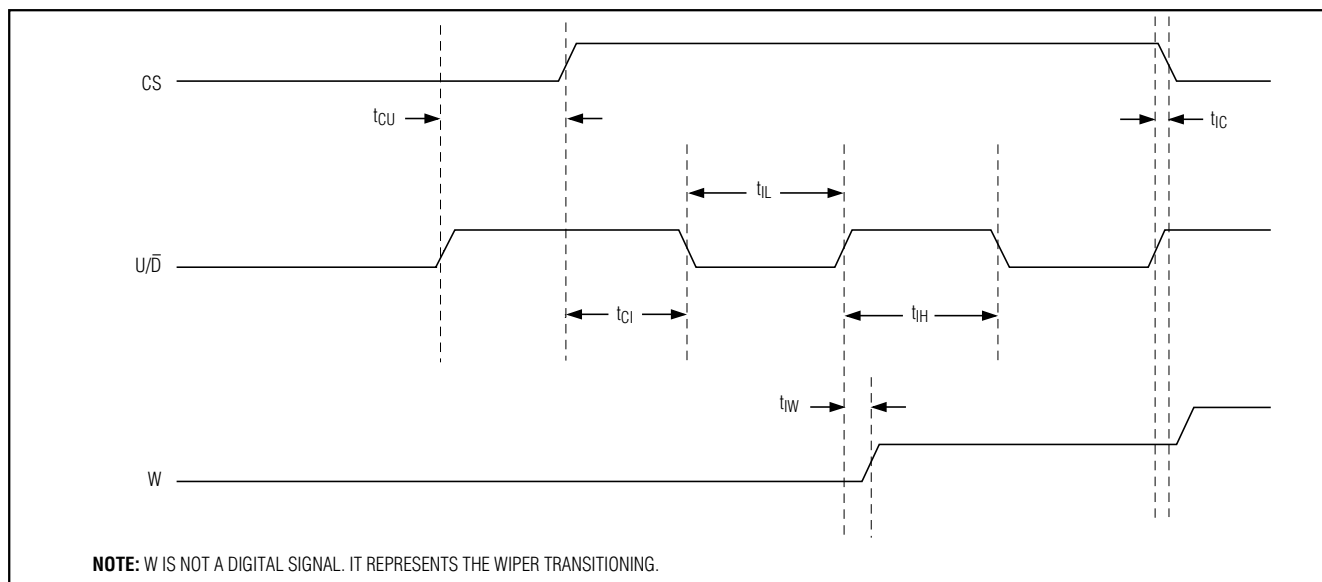 CS
tCU
tIC
tIL
U/D̅
tCI
tIH
tIW
W
NOTE: W IS NOT A DIGITAL SIGNAL. IT REPRESENTS THE WIPER TRANSITIONING.